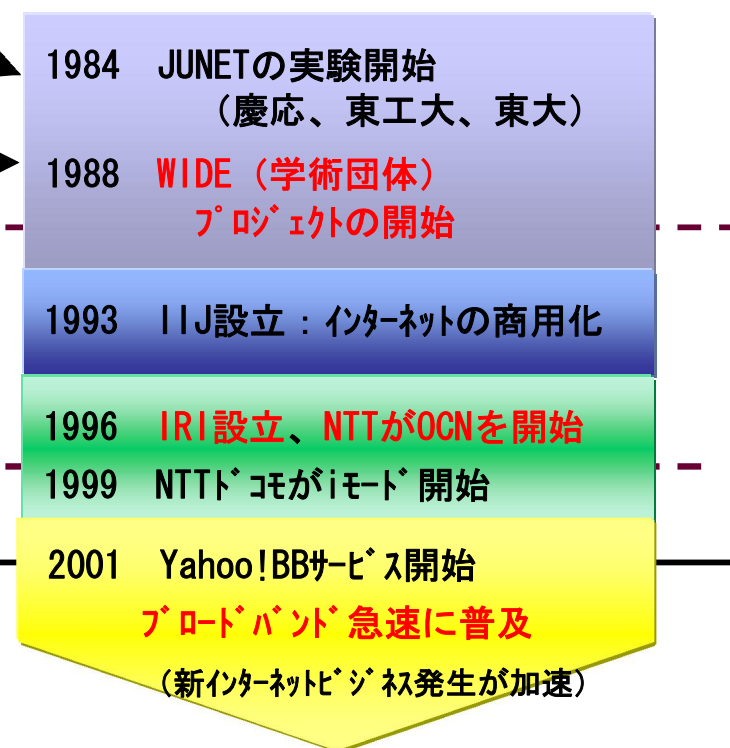 1984 JUNETの実験開始
（慶応、東工大、東大）
1988 WIDE（学術団体）
ﾌﾟﾛｼﾞｪｸﾄの開始
1993 IIJ設立：ｲﾝﾀｰﾈｯﾄの商用化
1996 IRI設立、NTTがOCNを開始
1999 NTTﾄﾞｺﾓがiﾓｰﾄﾞ開始
2001 Yahoo!BBｻｰﾋﾞｽ開始
ﾌﾞﾛｰﾄﾞﾊﾞﾝﾄﾞ急速に普及
（新ｲﾝﾀｰﾈｯﾄﾋﾞｼﾞﾈｽ発生が加速）